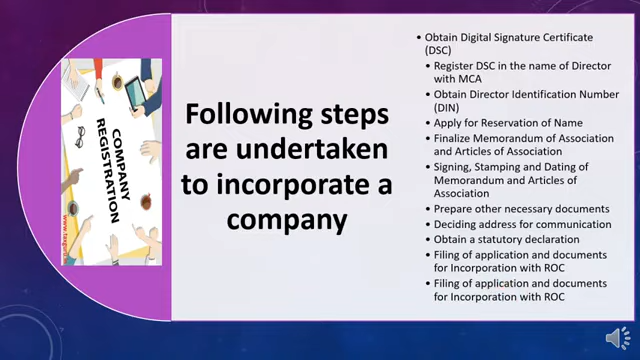 COMPANY
REGISTRATION
Following steps
are undertaken
to incorporate a
company
• Obtain Digital Signature Certificate
(DSC)
• Register DSC in the name of Director
with MCA
• Obtain Director Identification Number
(DIN)
• Apply for Reservation of Name
• Finalize Memorandum of Association
and Articles of Association
• Signing, Stamping and Dating of
Memorandum and Articles of
Association
• Prepare other necessary documents
• Deciding address for communication
• Obtain a statutory declaration
• Filing of application and documents
for Incorporation with ROC
• Filing of application and documents
for Incorporation with ROC